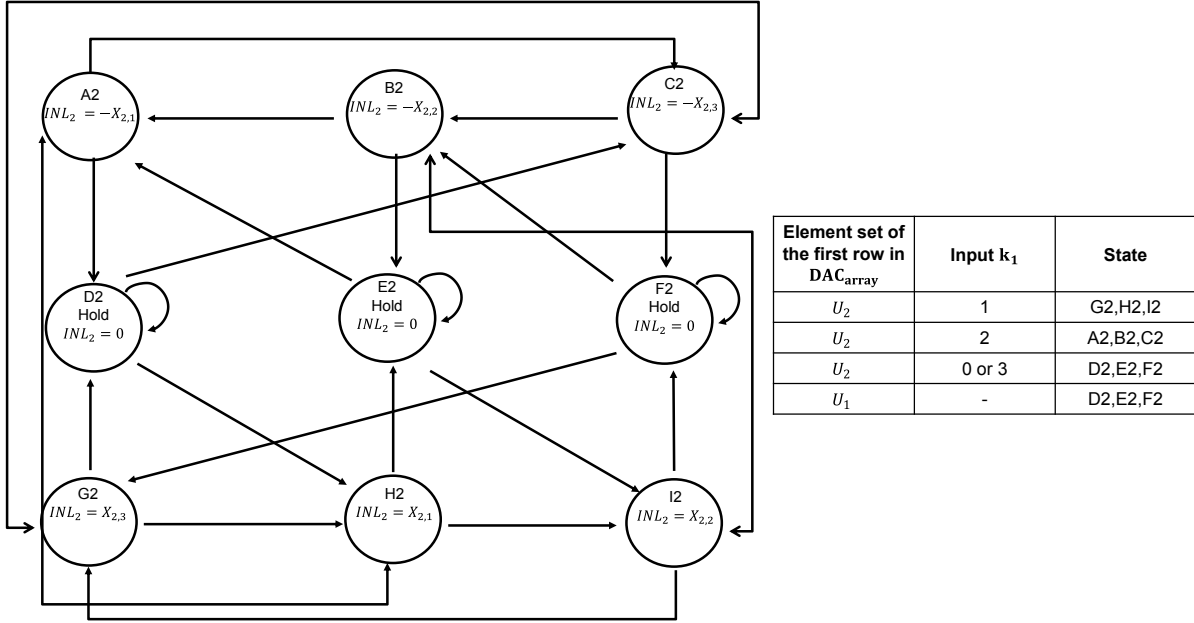 A2
INL₂ = −X₂,₁
B2
INL₂ = −X₂,₂
C2
INL₂ = −X₂,₃
D2
Hold
INL₂ = 0
E2
Hold
INL₂ = 0
F2
Hold
INL₂ = 0
G2
INL₂ = X₂,₃
H2
INL₂ = X₂,₁
I2
INL₂ = X₂,₂
Element set of
the first row in
DACarray
Input k₁
State
U₂ 1 G2,H2,I2
U₂ 2 A2,B2,C2
U₂ 0 or 3 D2,E2,F2
U₁ - D2,E2,F2